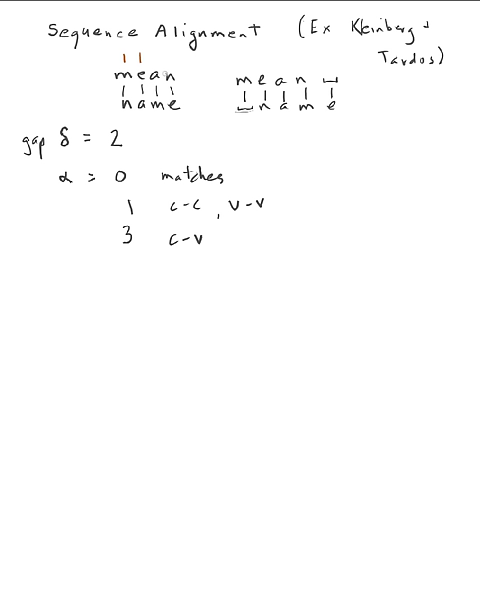 Sequence Alignment (Ex Kleinberg +
Tardos)
mean
name
mean ␣
␣ name
gap δ = 2
α = 0 matches
1 c-c, v-v
3 c-v